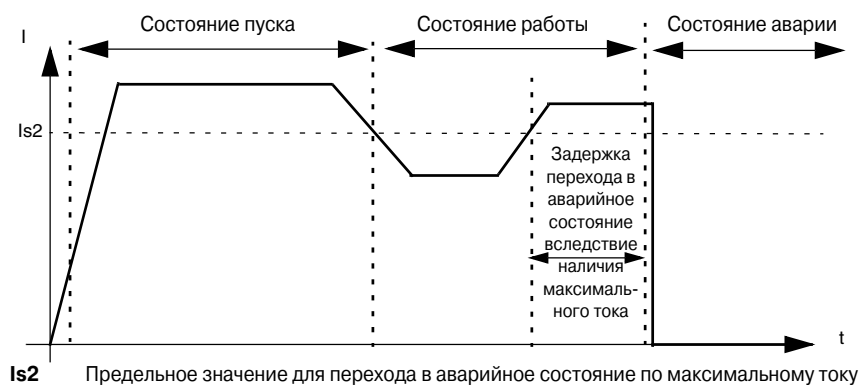 Состояние пуска
Состояние работы
Состояние аварии
I
Is2
Задержка
перехода в
аварийное
состояние
вследствие
наличия
максималь-
ного тока
t
Is2 Предельное значение для перехода в аварийное состояние по максимальному току